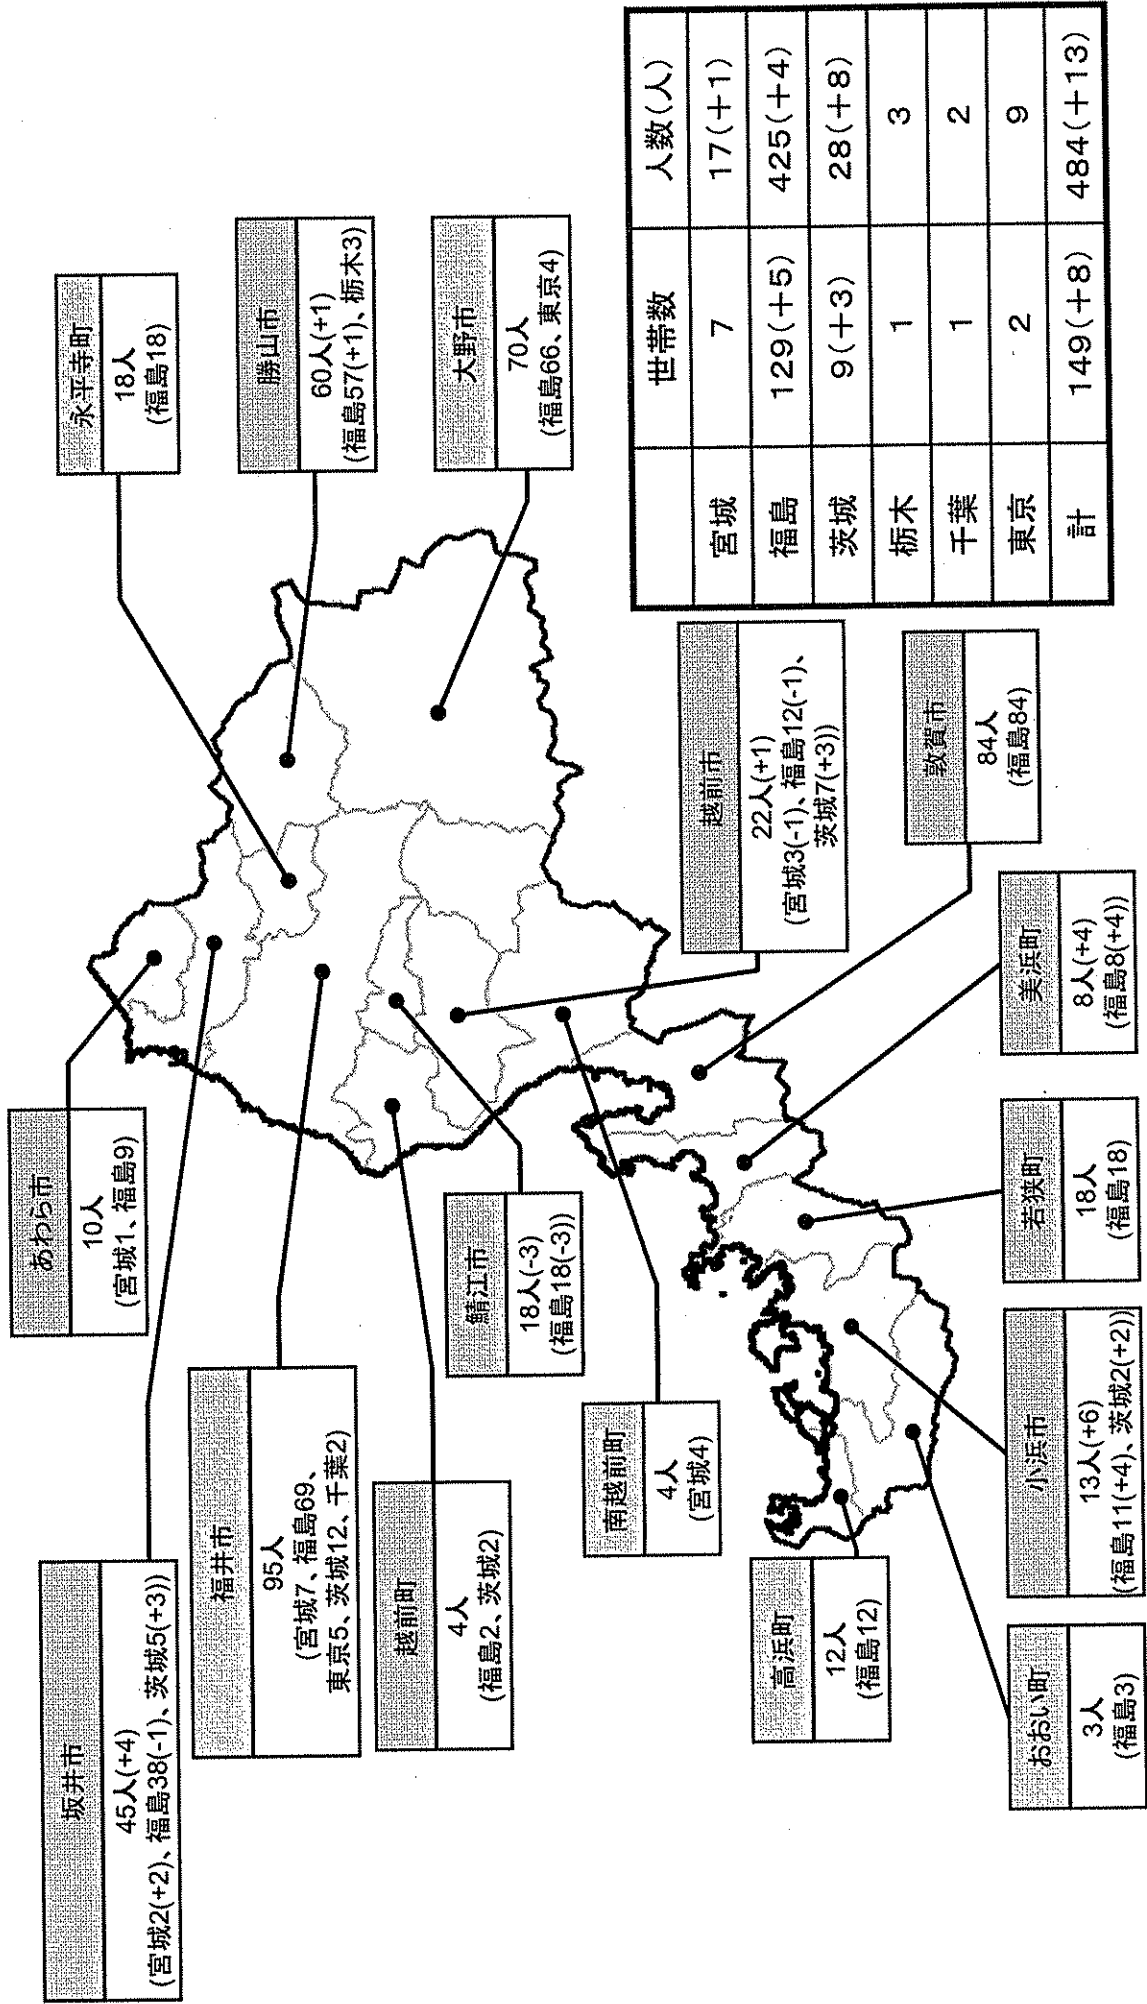 坂井市
45人(+4)
(宮城2(+2)、福島38(-1)、茨城5(+3))
あわら市
10人
(宮城1、福島9)
永平寺町
18人
(福島18)
勝山市
60人(+1)
(福島57(+1)、栃木3)
大野市
70人
(福島66、東京4)
福井市
95人
(宮城7、福島69、
東京5、茨城12、千葉2)
越前町
4人
(福島2、茨城2)
鯖江市
18人(-3)
(福島18(-3))
南越前町
4人
(宮城4)
越前市
22人(+1)
(宮城3(-1)、福島12(-1)、
茨城7(+3))
敦賀市
84人
(福島84)
美浜町
8人(+4)
(福島8(+4))
若狭町
18人
(福島18)
小浜市
13人(+6)
(福島11(+4)、茨城2(+2))
高浜町
12人
(福島12)
おおい町
3人
(福島3)
世帯数 人数(人)
宮城 7 17(+1)
福島 129(+5) 425(+4)
茨城 9(+3) 28(+8)
栃木 1 3
千葉 1 2
東京 2 9
計 149(+8) 484(+13)